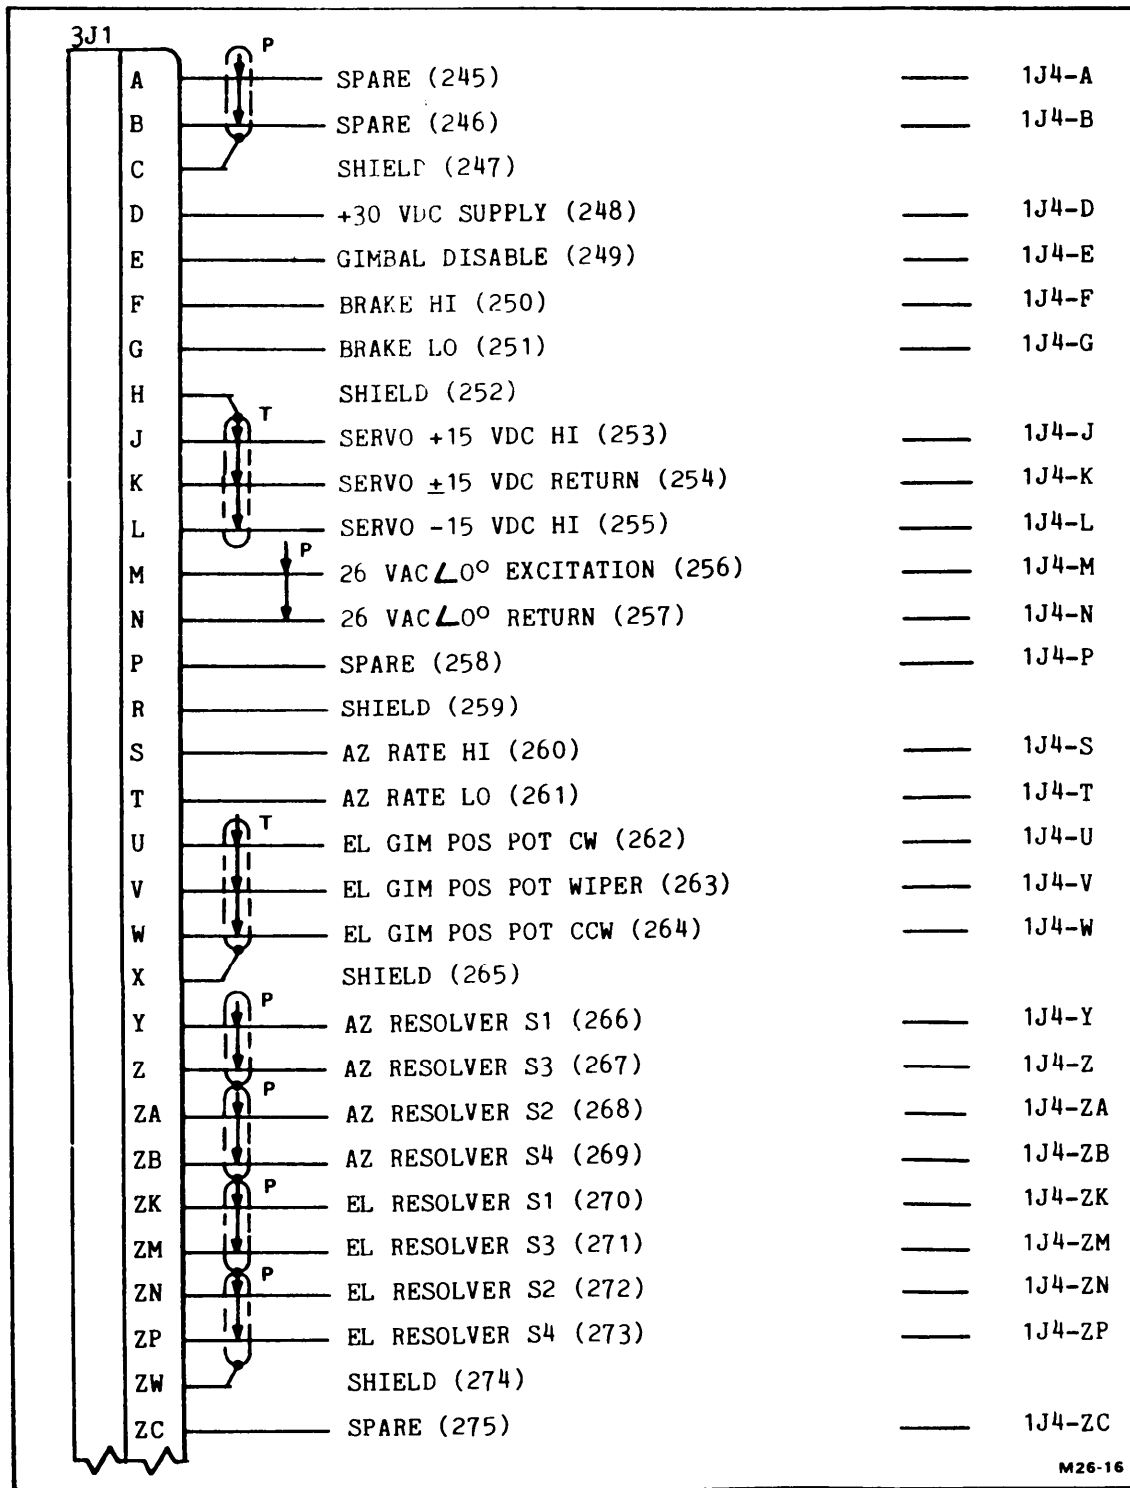 3J1
P
A SPARE (245) 1J4-A
B SPARE (246) 1J4-B
C SHIELD (247)
D +30 VDC SUPPLY (248) 1J4-D
E GIMBAL DISABLE (249) 1J4-E
F BRAKE HI (250) 1J4-F
G BRAKE LO (251) 1J4-G
H SHIELD (252)
T
J SERVO +15 VDC HI (253) 1J4-J
K SERVO ±15 VDC RETURN (254) 1J4-K
L SERVO -15 VDC HI (255) 1J4-L
P
M 26 VAC∠0° EXCITATION (256) 1J4-M
N 26 VAC∠0° RETURN (257) 1J4-N
P SPARE (258) 1J4-P
R SHIELD (259)
S AZ RATE HI (260) 1J4-S
T AZ RATE LO (261) 1J4-T
T
U EL GIM POS POT CW (262) 1J4-U
V EL GIM POS POT WIPER (263) 1J4-V
W EL GIM POS POT CCW (264) 1J4-W
X SHIELD (265)
P
Y AZ RESOLVER S1 (266) 1J4-Y
Z AZ RESOLVER S3 (267) 1J4-Z
P
ZA AZ RESOLVER S2 (268) 1J4-ZA
ZB AZ RESOLVER S4 (269) 1J4-ZB
P
ZK EL RESOLVER S1 (270) 1J4-ZK
ZM EL RESOLVER S3 (271) 1J4-ZM
P
ZN EL RESOLVER S2 (272) 1J4-ZN
ZP EL RESOLVER S4 (273) 1J4-ZP
ZW SHIELD (274)
ZC SPARE (275) 1J4-ZC
M26-16